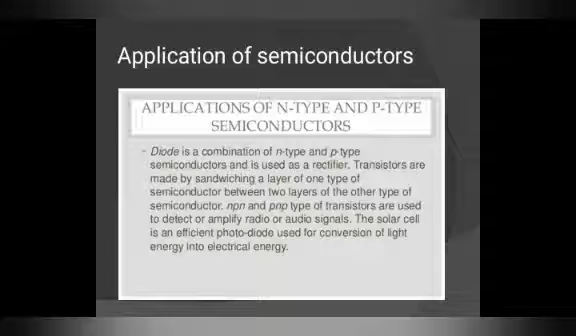 Application of semiconductors
APPLICATIONS OF N-TYPE AND P-TYPE
SEMICONDUCTORS
- Diode is a combination of n-type and p-type
semiconductors and is used as a rectifier. Transistors are
made by sandwiching a layer of one type of
semiconductor between two layers of the other type of
semiconductor. npn and pnp type of transistors are used
to detect or amplify radio or audio signals. The solar cell
is an efficient photo-diode used for conversion of light
energy into electrical energy.